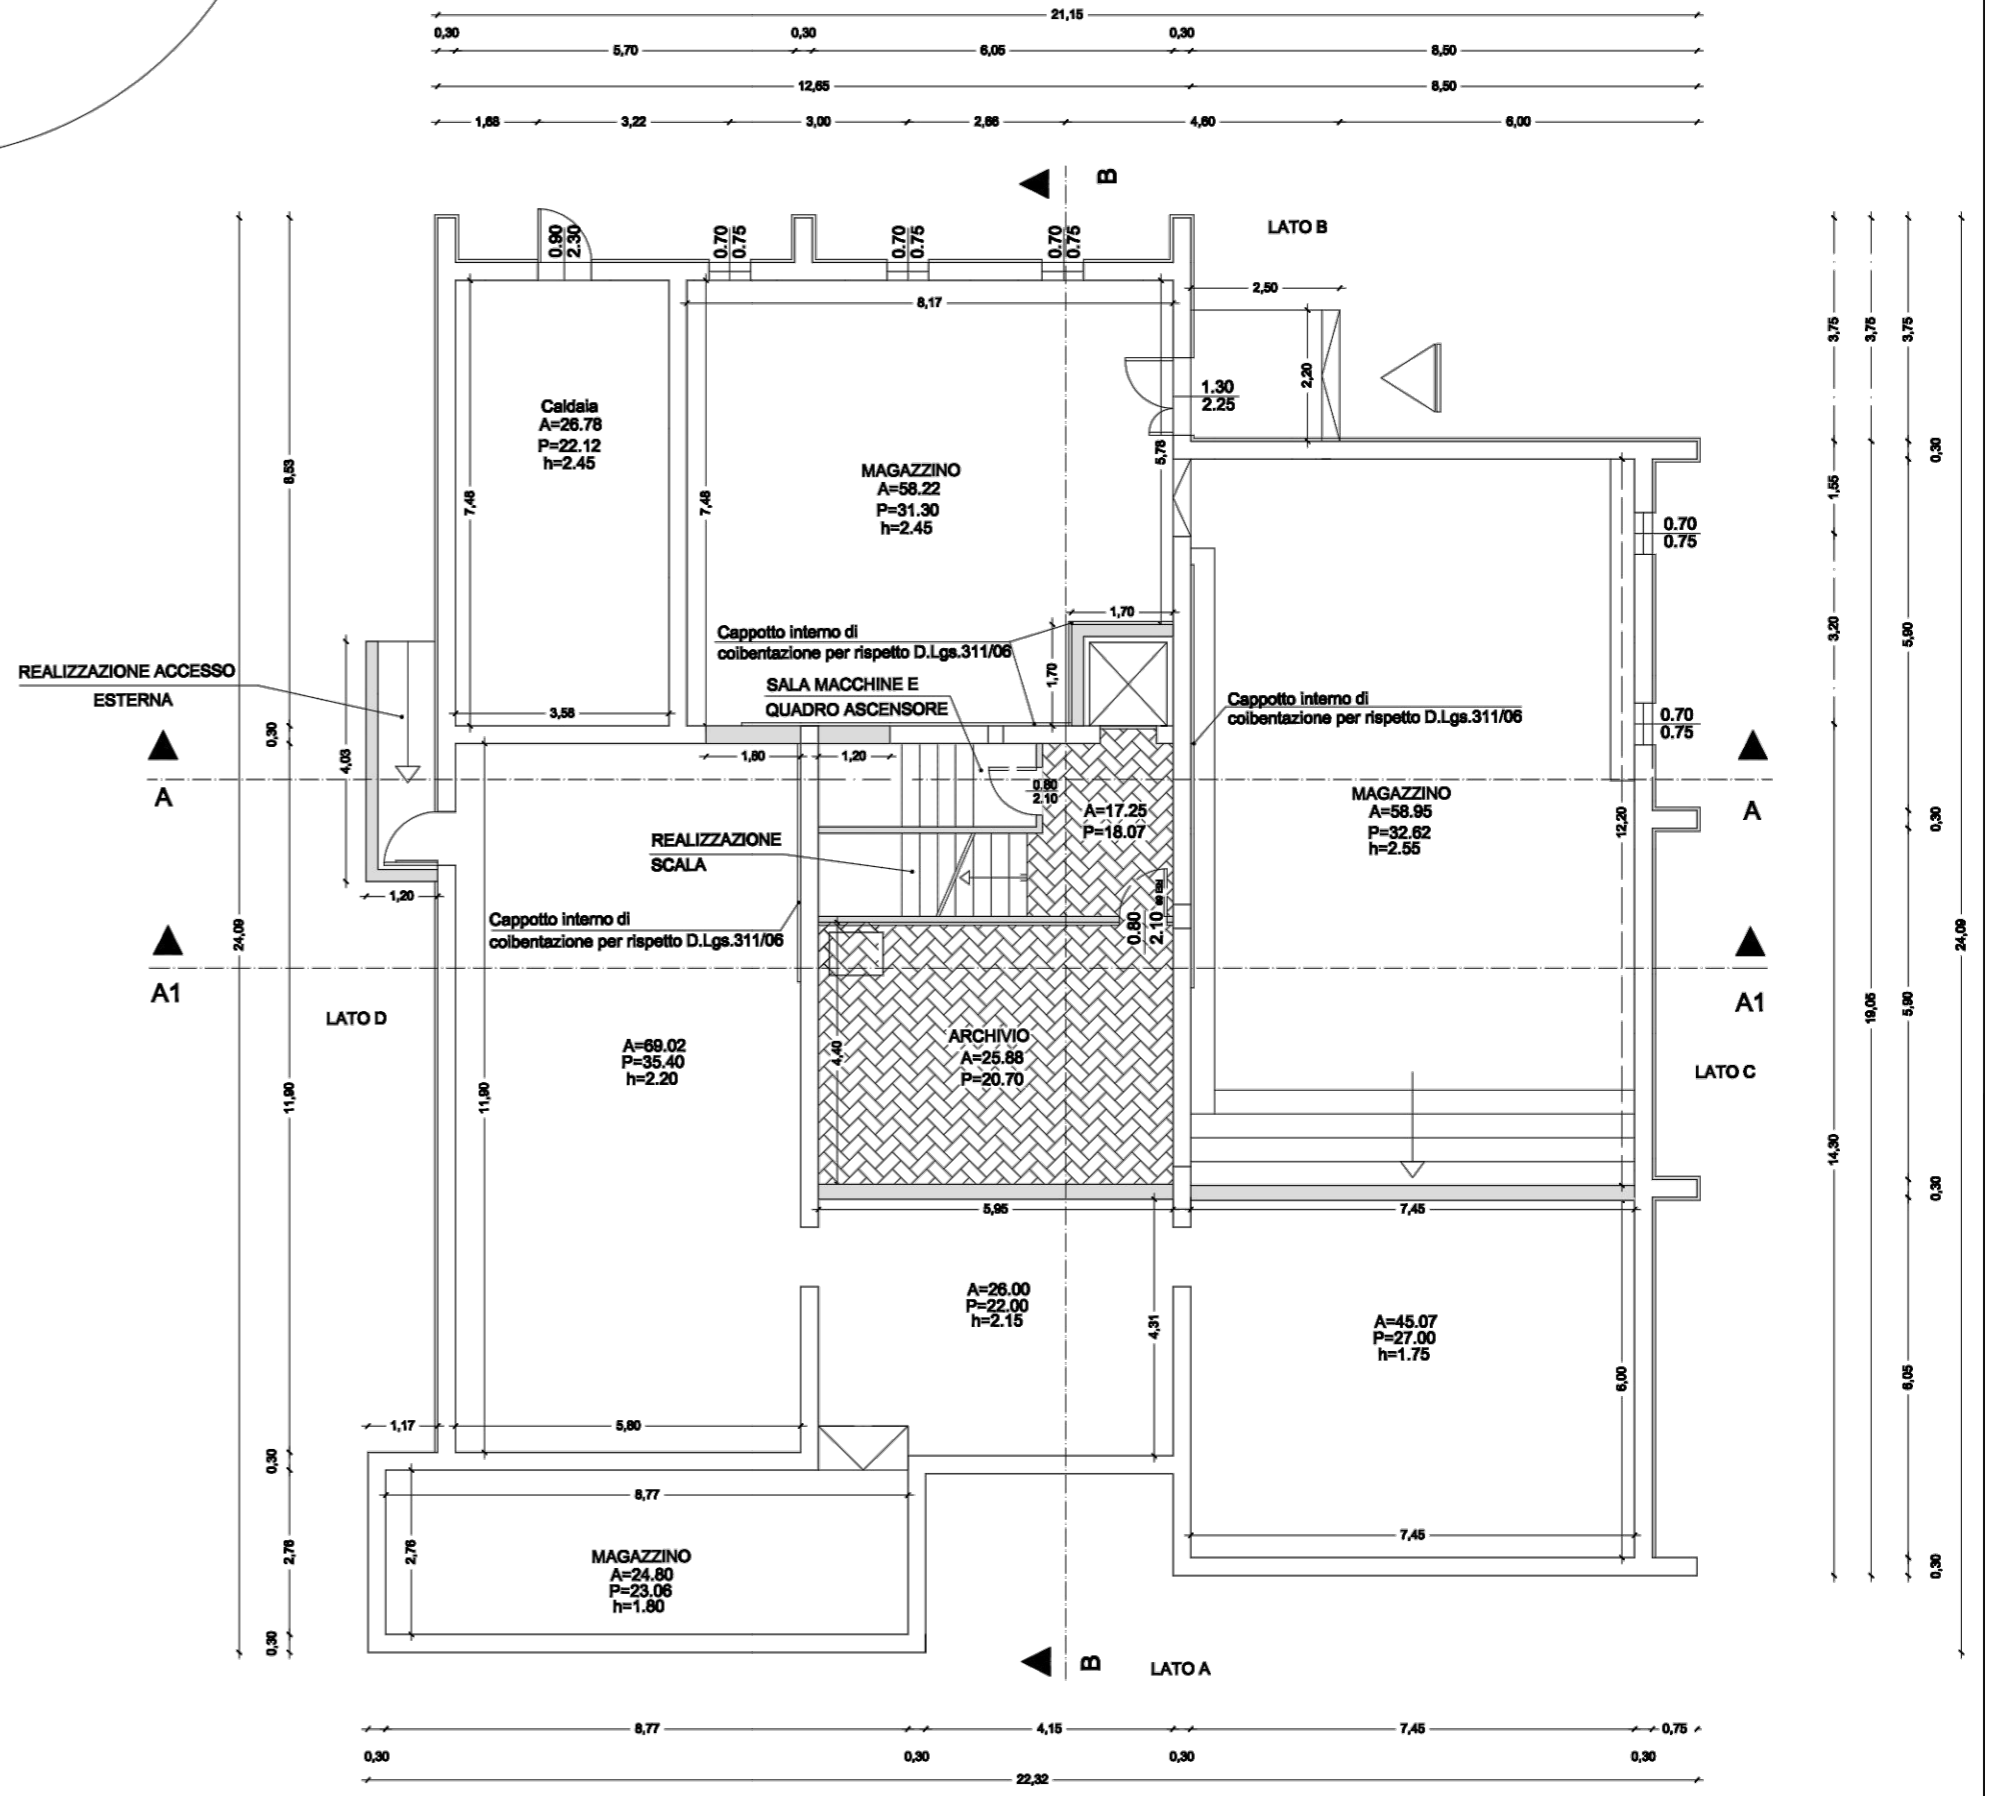 21,15
0,30
0,30
0,30
5,70
6,05
8,50
12,65
8,50
1,68
3,22
3,00
2,66
4,60
6,00
B
LATO B
0.90
2.30
0.70
0.75
0.70
0.75
0.70
0.75
2,50
8,17
2,20
1.30
2.25
3,75
3,75
3,75
Caldaia
A=26.78
P=22.12
h=2.45
MAGAZZINO
A=58.22
P=31.30
h=2.45
8,53
7,48
7,48
5,78
0,30
1,55
0.70
0.75
3,20
5,90
1,70
Cappotto interno di
coibentazione per rispetto D.Lgs.311/06
1,70
REALIZZAZIONE ACCESSO
ESTERNA
SALA MACCHINE E
QUADRO ASCENSORE
Cappotto interno di
coibentazione per rispetto D.Lgs.311/06
3,58
0.70
0.75
0,30
4,03
1,80
1,20
A
0.80
2.10
A=17.25
P=18.07
MAGAZZINO
A=58.95
P=32.62
h=2.55
12,20
A
0,30
REALIZZAZIONE
SCALA
1,20
REI 60
0.80
2.10
Cappotto interno di
coibentazione per rispetto D.Lgs.311/06
24,09
24,09
A1
A1
LATO D
19,05
5,90
ARCHIVIO
A=25.88
P=20.70
4,40
A=69.02
P=35.40
h=2.20
LATO C
11,90
11,90
14,30
0,30
5,95
7,45
A=26.00
P=22.00
h=2.15
4,31
A=45.07
P=27.00
h=1.75
6,00
6,05
1,17
5,80
0,30
8,77
7,45
2,76
2,76
MAGAZZINO
A=24.80
P=23.06
h=1.80
0,30
0,30
B
LATO A
8,77
4,15
7,45
0,75
0,30
0,30
0,30
0,30
22,32